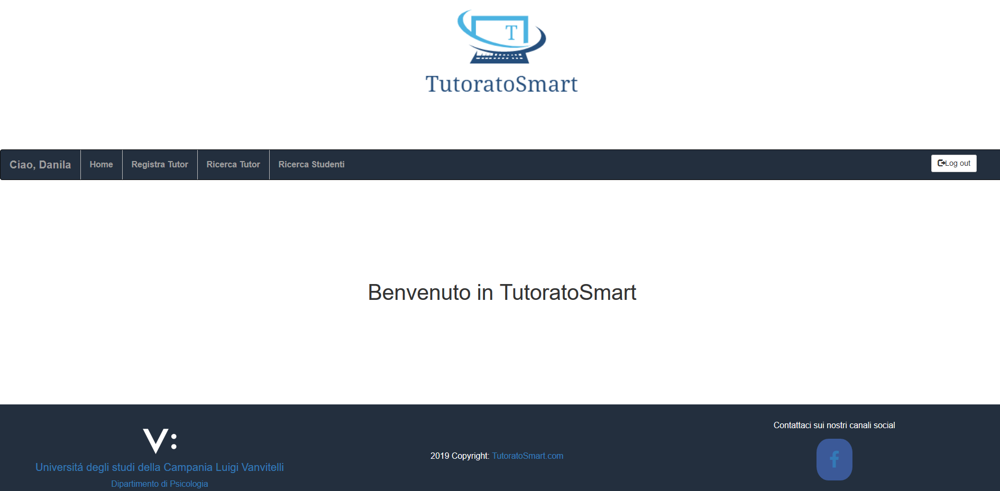 T
TutoratoSmart
Ciao, Danila
Home
Registra Tutor
Ricerca Tutor
Ricerca Studenti
Log out
Benvenuto in TutoratoSmart
V:
Universitá degli studi della Campania Luigi Vanvitelli
Dipartimento di Psicologia
2019 Copyright: TutoratoSmart.com
Contattaci sui nostri canali social
f